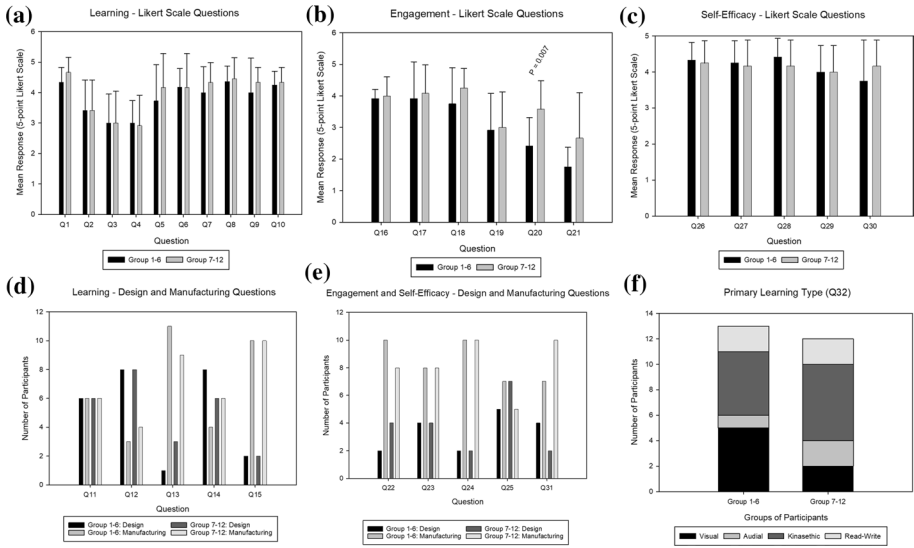 (a)
Learning - Likert Scale Questions
Mean Response (5-point Likert Scale)
6
5
4
3
2
1
0
Q1 Q2 Q3 Q4 Q5 Q6 Q7 Q8 Q9 Q10
Question
Group 1-6 Group 7-12
(b)
Engagement - Likert Scale Questions
Mean Response (5-point Likert Scale)
6
5
4
3
2
1
0
P = 0.007
Q16 Q17 Q18 Q19 Q20 Q21
Question
Group 1-6 Group 7-12
(c)
Self-Efficacy - Likert Scale Questions
Mean Response (5-point Likert Scale)
5
4
3
2
1
0
Q26 Q27 Q28 Q29 Q30
Question
Group 1-6 Group 7-12
(d)
Learning - Design and Manufacturing Questions
Number of Participants
12
10
8
6
4
2
0
Q11 Q12 Q13 Q14 Q15
Question
Group 1-6: Design Group 7-12: Design
Group 1-6: Manufacturing Group 7-12: Manufacturing
(e)
Engagement and Self-Efficacy - Design and Manufacturing Questions
Number of Participants
12
10
8
6
4
2
0
Q22 Q23 Q24 Q25 Q31
Question
Group 1-6: Design Group 7-12: Design
Group 1-6: Manufacturing Group 7-12: Manufacturing
(f)
Primary Learning Type (Q32)
Number of Participants
14
12
10
8
6
4
2
0
Group 1-6 Group 7-12
Groups of Participants
Visual Audial Kinasethic Read-Write